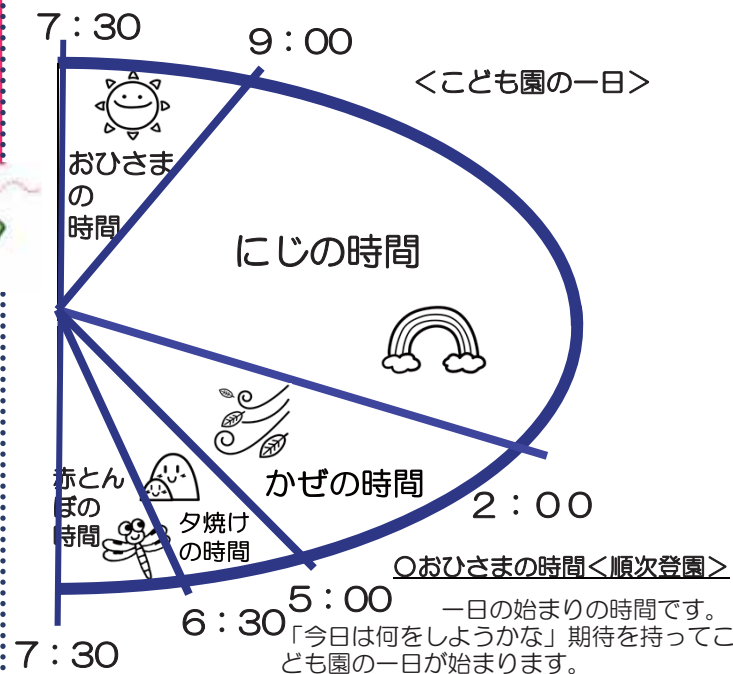 7：30
9：00
＜こども園の一日＞
おひさま
の
時間
にじの時間
かぜの時間
赤とん
ぼの
時間
夕焼け
の時間
2：００
5：00
6：30
7：30
〇おひさまの時間＜順次登園＞
一日の始まりの時間です。
「今日は何をしようかな」期待を持ってこ
ども園の一日が始まります。